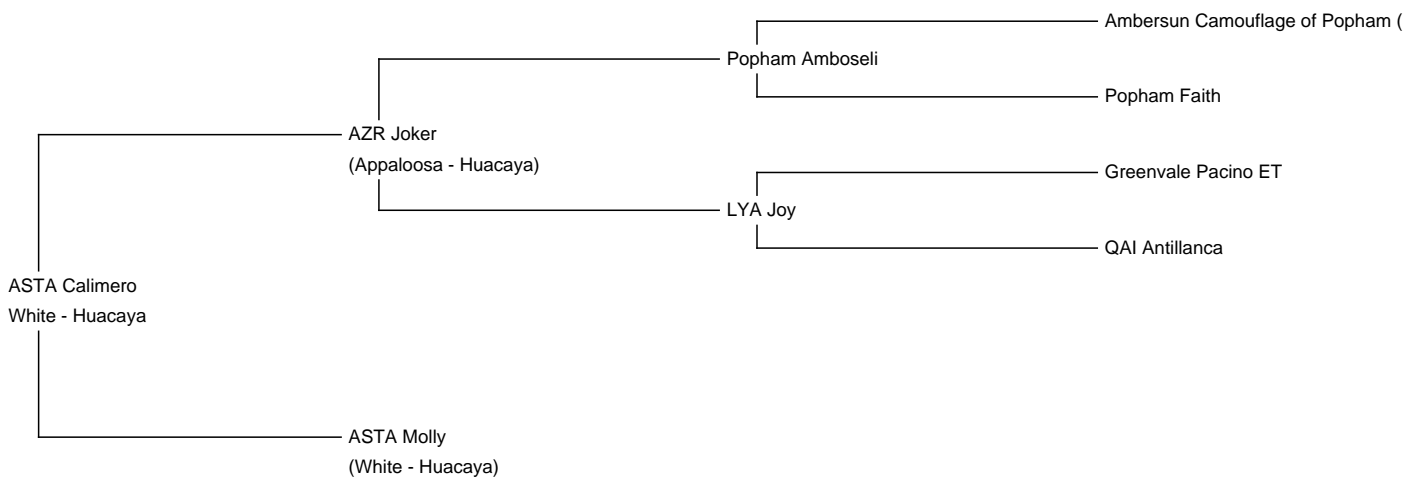 Ambersun Camouflage of Popham (
Popham Amboseli
Popham Faith
AZR Joker
(Appaloosa - Huacaya)
Greenvale Pacino ET
LYA Joy
QAI Antillanca
ASTA Calimero
White - Huacaya
ASTA Molly
(White - Huacaya)